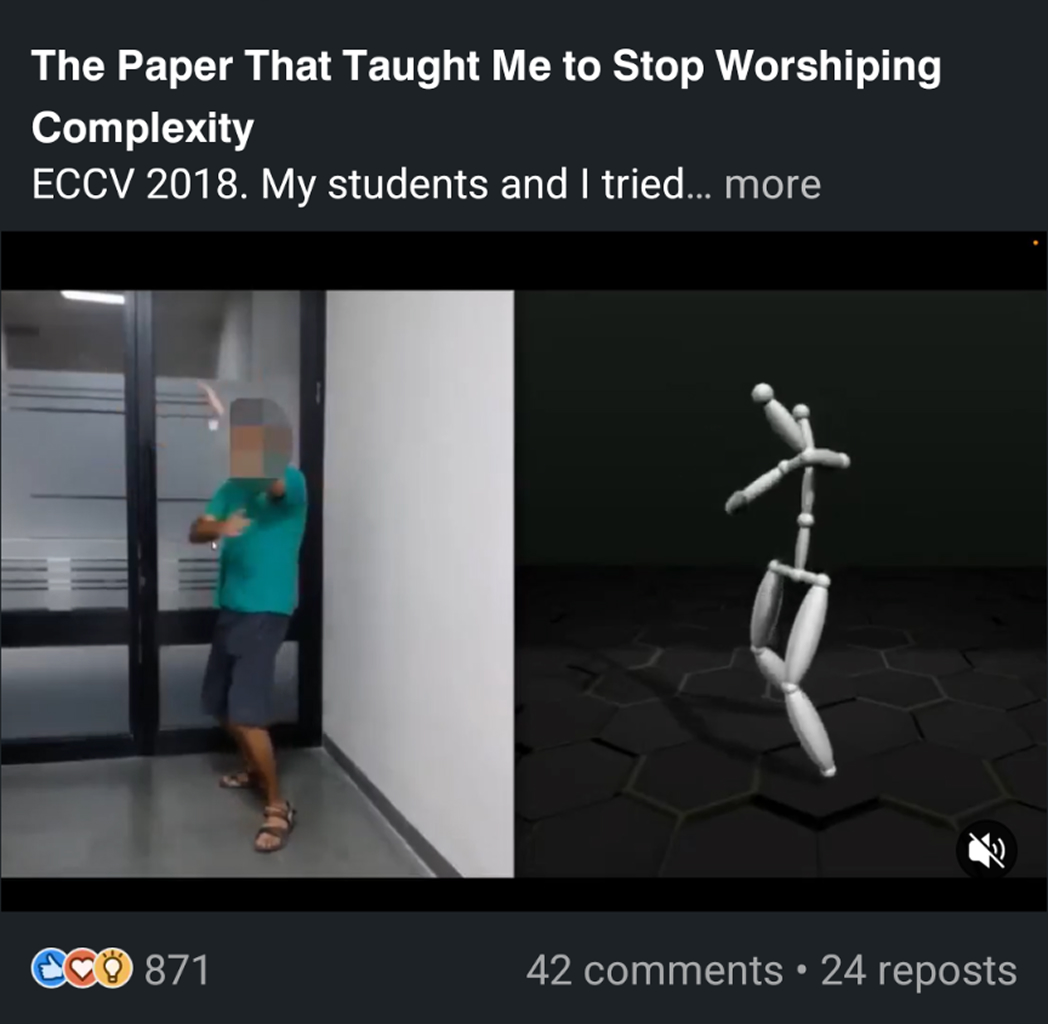 The Paper That Taught Me to Stop Worshiping
Complexity
ECCV 2018. My students and I tried... more
871
42 comments • 24 reposts